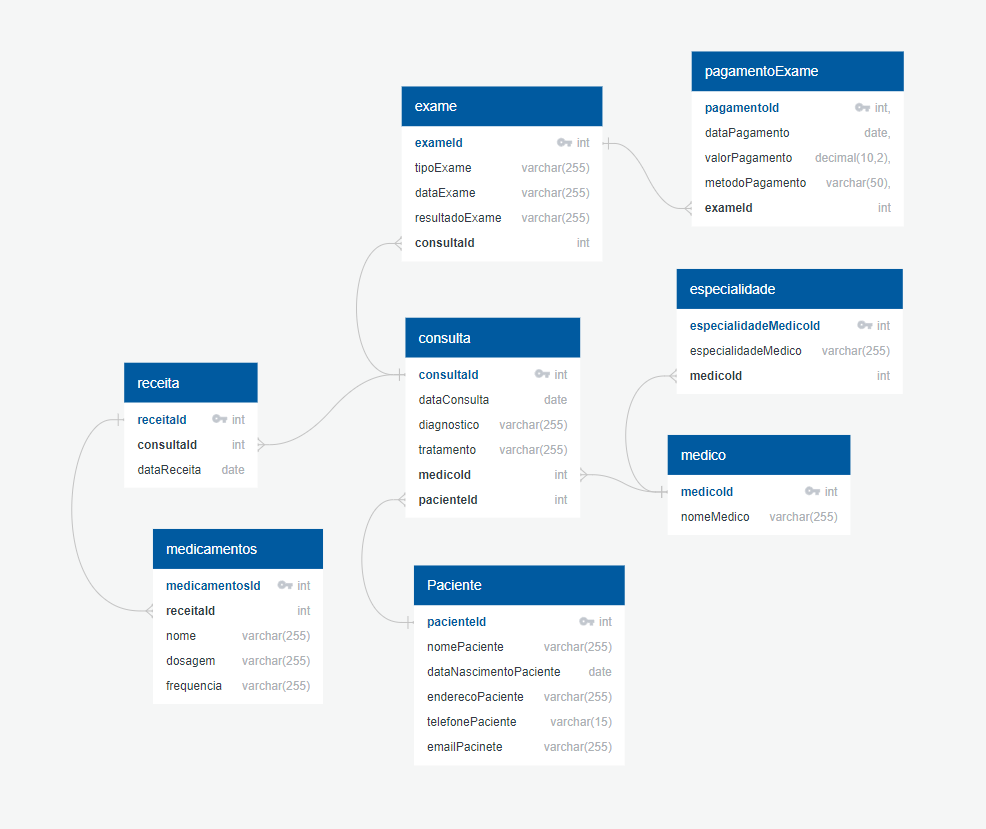 pagamentoExame
pagamentoId int,
dataPagamento date,
valorPagamento decimal(10,2),
metodoPagamento varchar(50),
exameId int
exame
exameId int
tipoExame varchar(255)
dataExame varchar(255)
resultadoExame varchar(255)
consultaId int
especialidade
especialidadeMedicoId int
especialidadeMedico varchar(255)
medicoId int
consulta
consultaId int
dataConsulta date
diagnostico varchar(255)
tratamento varchar(255)
medicoId int
pacienteId int
receita
receitaId int
consultaId int
dataReceita date
medico
medicoId int
nomeMedico varchar(255)
medicamentos
medicamentosId int
receitaId int
nome varchar(255)
dosagem varchar(255)
frequencia varchar(255)
Paciente
pacienteId int
nomePaciente varchar(255)
dataNascimentoPaciente date
enderecoPaciente varchar(255)
telefonePaciente varchar(15)
emailPacinete varchar(255)